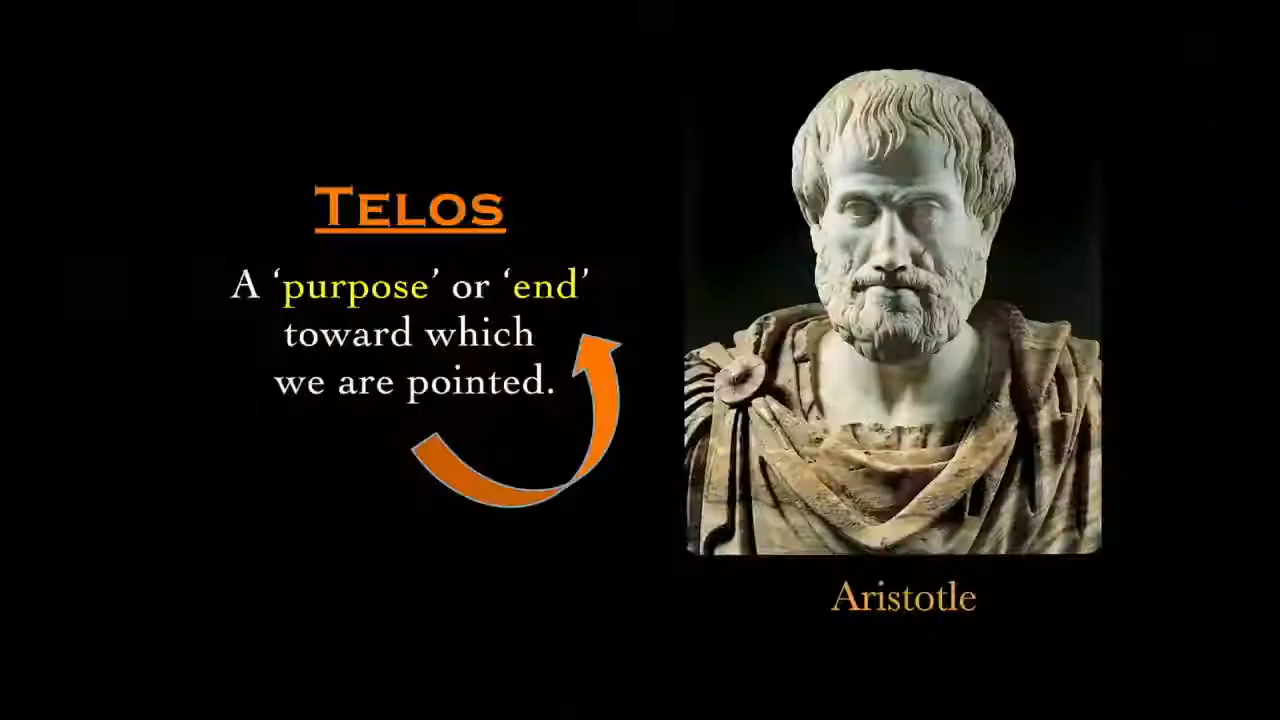 TELOS
A ‘purpose’ or ‘end’
toward which
we are pointed.
Aristotle